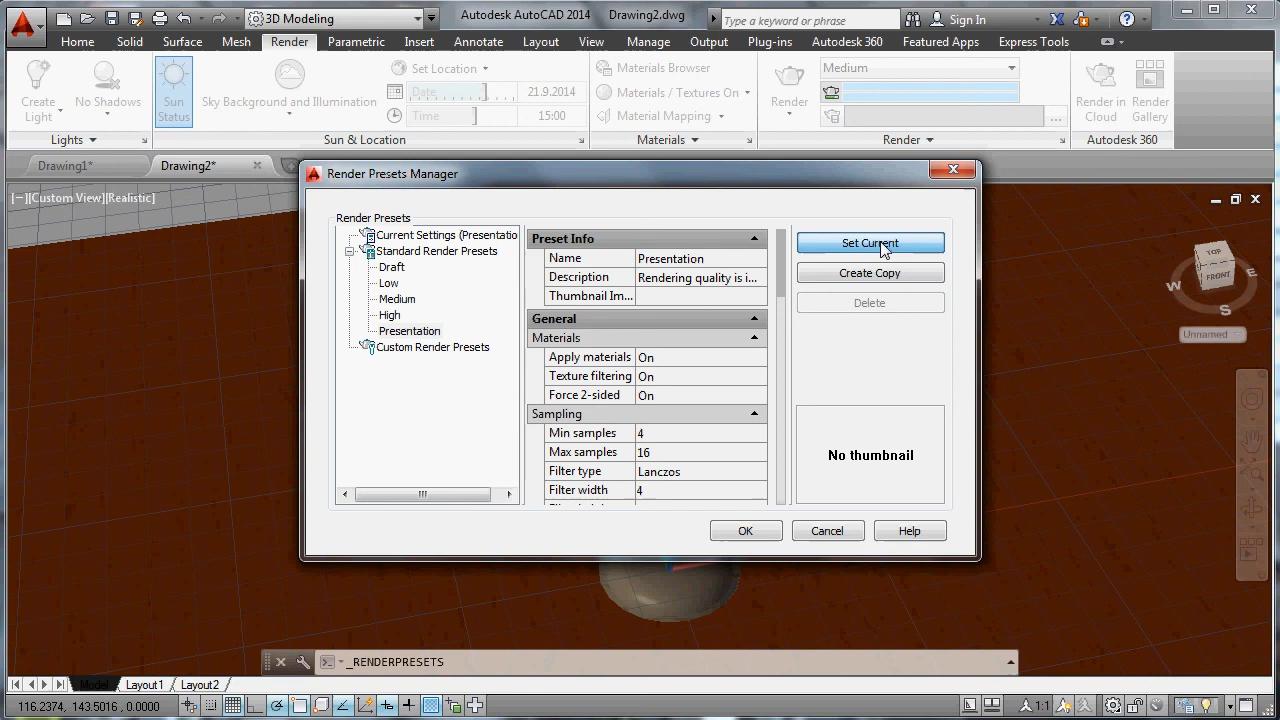 3D Modeling
Autodesk AutoCAD 2014 Drawing2.dwg
Type a keyword or phrase
Sign In
Home Solid Surface Mesh Render Parametric Insert Annotate Layout View Manage Output Plug-ins Autodesk 360 Featured Apps Express Tools
Create Light
No Shadow
Sun Status
Sky Background and Illumination
Set Location
Date 21.9.2014
Time 15:00
Materials Browser
Materials / Textures On
Material Mapping
Render
Medium
Render in Cloud
Render Gallery
Lights Sun & Location Materials Render Autodesk 360
Drawing1* Drawing2*
[−][Custom View][Realistic]
TOP
FRONT
W E
S
Unnamed
Render Presets Manager
Render Presets
Current Settings (Presentatio
Standard Render Presets
Draft
Low
Medium
High
Presentation
Custom Render Presets
Preset Info
Name Presentation
Description Rendering quality is i...
Thumbnail Im...
General
Materials
Apply materials On
Texture filtering On
Force 2-sided On
Sampling
Min samples 4
Max samples 16
Filter type Lanczos
Filter width 4
Set Current
Create Copy
Delete
No thumbnail
OK Cancel Help
_RENDERPRESETS
Model Layout1 Layout2
116.2374, 143.5016 , 0.0000
1:1